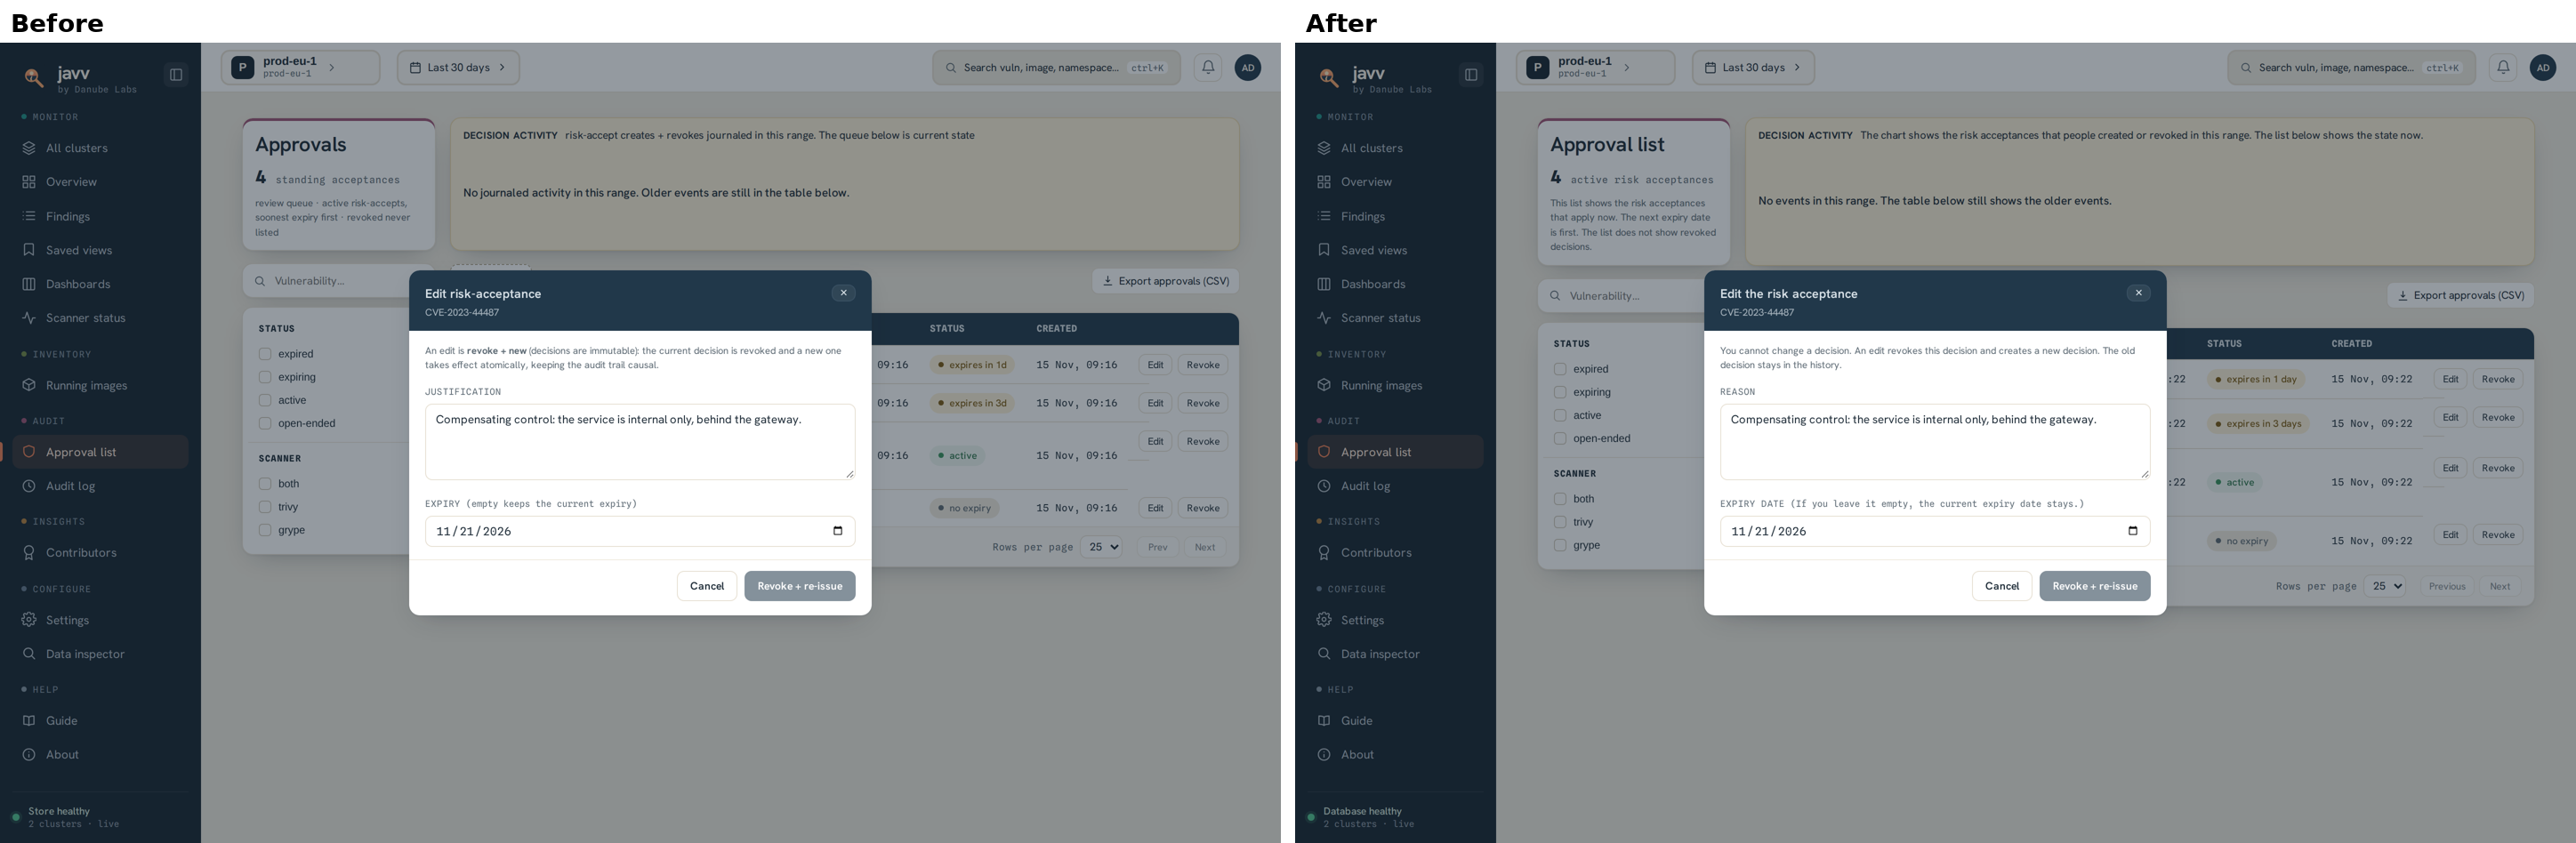 Before
javv
by Danube Labs
MONITOR
All clusters
Overview
Findings
Saved views
Dashboards
Scanner status
INVENTORY
Running images
AUDIT
Approval list
Audit log
INSIGHTS
Contributors
CONFIGURE
Settings
Data inspector
HELP
Guide
About
Store healthy
2 clusters · live
P prod-eu-1
prod-eu-1
Last 30 days
Search vuln, image, namespace... ctrl+K
AD
Approvals
4 standing acceptances
review queue · active risk-accepts,
soonest expiry first · revoked never
listed
DECISION ACTIVITY risk-accept creates + revokes journaled in this range. The queue below is current state
No journaled activity in this range. Older events are still in the table below.
Vulnerability...
Export approvals (CSV)
STATUS
expired
expiring
active
open-ended
SCANNER
both
trivy
grype
Edit risk-acceptance
CVE-2023-44487
×
An edit is revoke + new (decisions are immutable): the current decision is revoked and a new one
takes effect atomically, keeping the audit trail causal.
JUSTIFICATION
Compensating control: the service is internal only, behind the gateway.
EXPIRY (empty keeps the current expiry)
11/21/2026
Cancel Revoke + re-issue
STATUS CREATED
09:16 expires in 1d 15 Nov, 09:16 Edit Revoke
09:16 expires in 3d 15 Nov, 09:16 Edit Revoke
09:16 active 15 Nov, 09:16 Edit Revoke
no expiry 15 Nov, 09:16 Edit Revoke
Rows per page 25 Prev Next
After
javv
by Danube Labs
MONITOR
All clusters
Overview
Findings
Saved views
Dashboards
Scanner status
INVENTORY
Running images
AUDIT
Approval list
Audit log
INSIGHTS
Contributors
CONFIGURE
Settings
Data inspector
HELP
Guide
About
Database healthy
2 clusters · live
P prod-eu-1
prod-eu-1
Last 30 days
Search vuln, image, namespace... ctrl+K
AD
Approval list
4 active risk acceptances
This list shows the risk acceptances
that apply now. The next expiry date
is first. The list does not show revoked
decisions.
DECISION ACTIVITY The chart shows the risk acceptances that people created or revoked in this range. The list below shows the state now.
No events in this range. The table below still shows the older events.
Vulnerability...
Export approvals (CSV)
STATUS
expired
expiring
active
open-ended
SCANNER
both
trivy
grype
Edit the risk acceptance
CVE-2023-44487
×
You cannot change a decision. An edit revokes this decision and creates a new decision. The old
decision stays in the history.
REASON
Compensating control: the service is internal only, behind the gateway.
EXPIRY DATE (If you leave it empty, the current expiry date stays.)
11/21/2026
Cancel Revoke + re-issue
STATUS CREATED
:22 expires in 1 day 15 Nov, 09:22 Edit Revoke
:22 expires in 3 days 15 Nov, 09:22 Edit Revoke
:22 active 15 Nov, 09:22 Edit Revoke
no expiry 15 Nov, 09:22 Edit Revoke
Rows per page 25 Previous Next